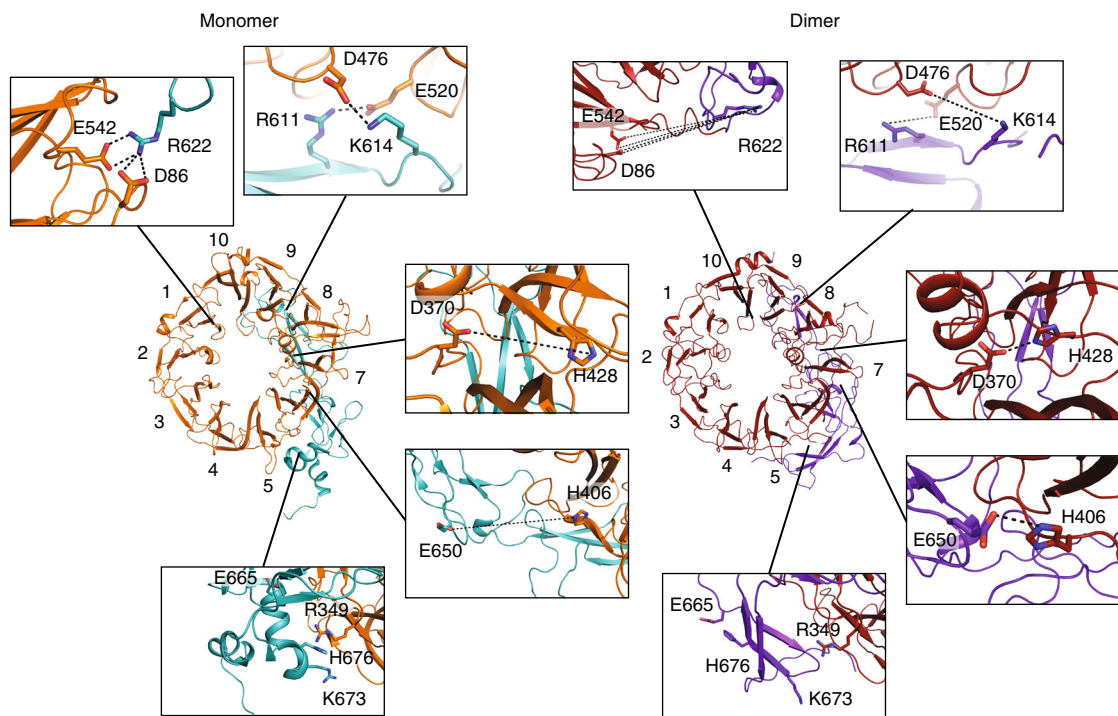 Monomer
Dimer
D476
E520
R611
K614
E542
R622
D86
D476
E520
K614
R611
E542
D86
R622
10
9
1
8
2
7
3
4
5
D370
H428
H406
E650
E665
R349
H676
K673
10
9
1
8
2
7
3
4
5
H428
D370
E650
H406
E665
R349
H676
K673